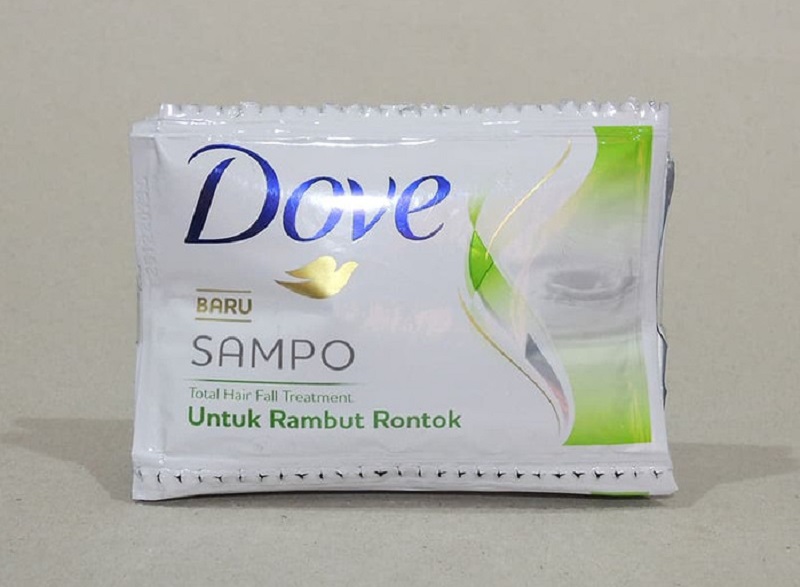 Dove
BARU
SAMPO
Total Hair Fall Treatment
Untuk Rambut Rontok